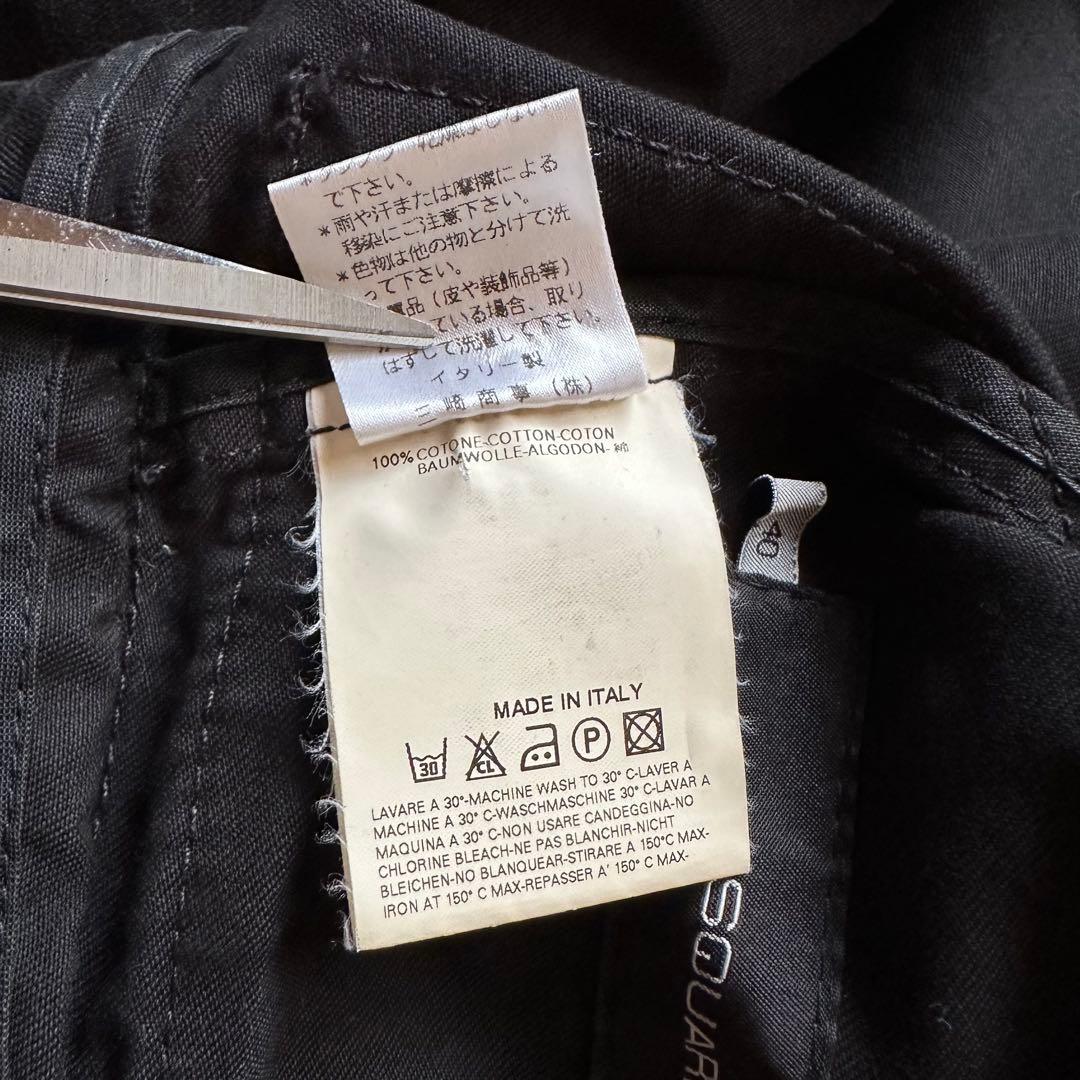 で下さい。
*雨や汗または摩擦による
移染にご注意下さい。
*色物は他の物と分けて洗
って下さい。
属品(皮や装飾品等)
ている場合、取り
はずして洗濯して下さい。
イタリー製
三崎商事(株)
100% COTONE-COTTON-COTON
BAUMWOLLE-ALGODON-綿
40
MADE IN ITALY
30 CL P
LAVARE A 30°-MACHINE WASH TO 30° C-LAVER A
MACHINE A 30° C-WASCHMASCHINE 30° C-LAVAR A
MAQUINA A 30° C-NON USARE CANDEGGINA-NO
CHLORINE BLEACH-NE PAS BLANCHIR-NICHT
BLEICHEN-NO BLANQUEAR-STIRARE A 150°C MAX-
IRON AT 150° C MAX-REPASSER A' 150° C MAX-
SQUAR